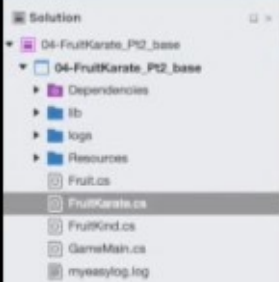 Solution
04-FruitKarate_Pt2_base
04-FruitKarate_Pt2_base
Dependencies
lib
logs
Resources
Fruit.cs
FruitKarate.cs
FruitKind.cs
GameMain.cs
myeasylog.log